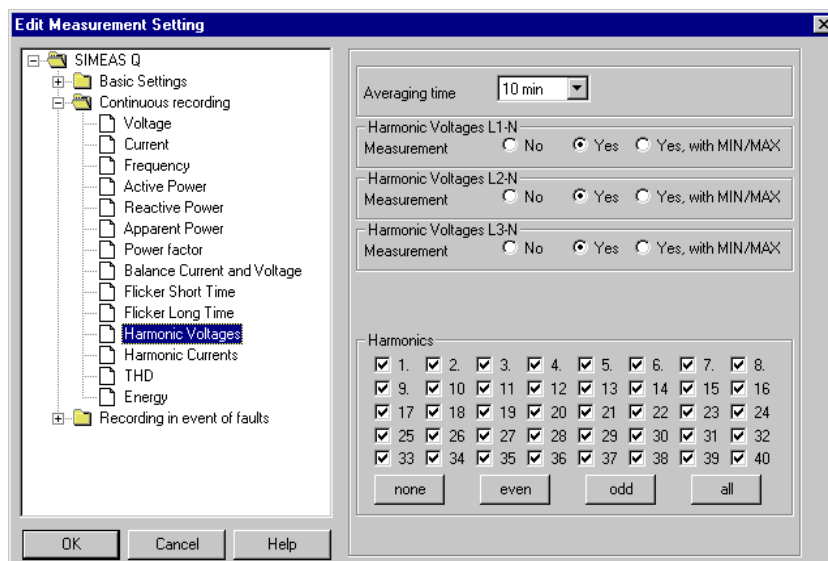 Edit Measurement Setting
SIMEAS Q
Basic Settings
Continuous recording
Voltage
Current
Frequency
Active Power
Reactive Power
Apparent Power
Power factor
Balance Current and Voltage
Flicker Short Time
Flicker Long Time
Harmonic Voltages
Harmonic Currents
THD
Energy
Recording in event of faults
OK Cancel Help
Averaging time 10 min
Harmonic Voltages L1-N
Measurement No Yes Yes, with MIN/MAX
Harmonic Voltages L2-N
Measurement No Yes Yes, with MIN/MAX
Harmonic Voltages L3-N
Measurement No Yes Yes, with MIN/MAX
Harmonics
1. 2. 3. 4. 5. 6. 7. 8.
9. 10 11 12 13 14 15 16
17 18 19 20 21 22 23 24
25 26 27 28 29 30 31 32
33 34 35 36 37 38 39 40
none even odd all